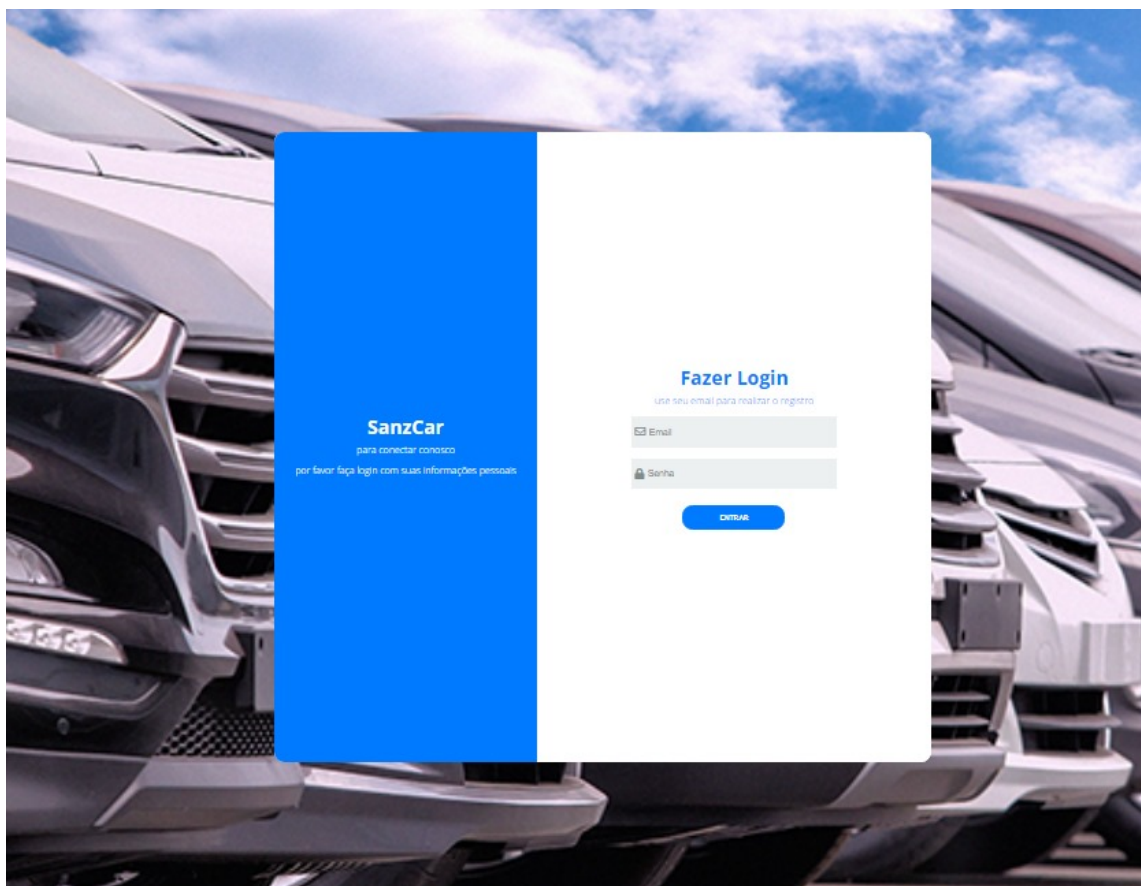 SanzCar
para conectar conosco
por favor faça login com suas informações pessoais
Fazer Login
use seu email para realizar o registro
Email
Senha
ENTRAR